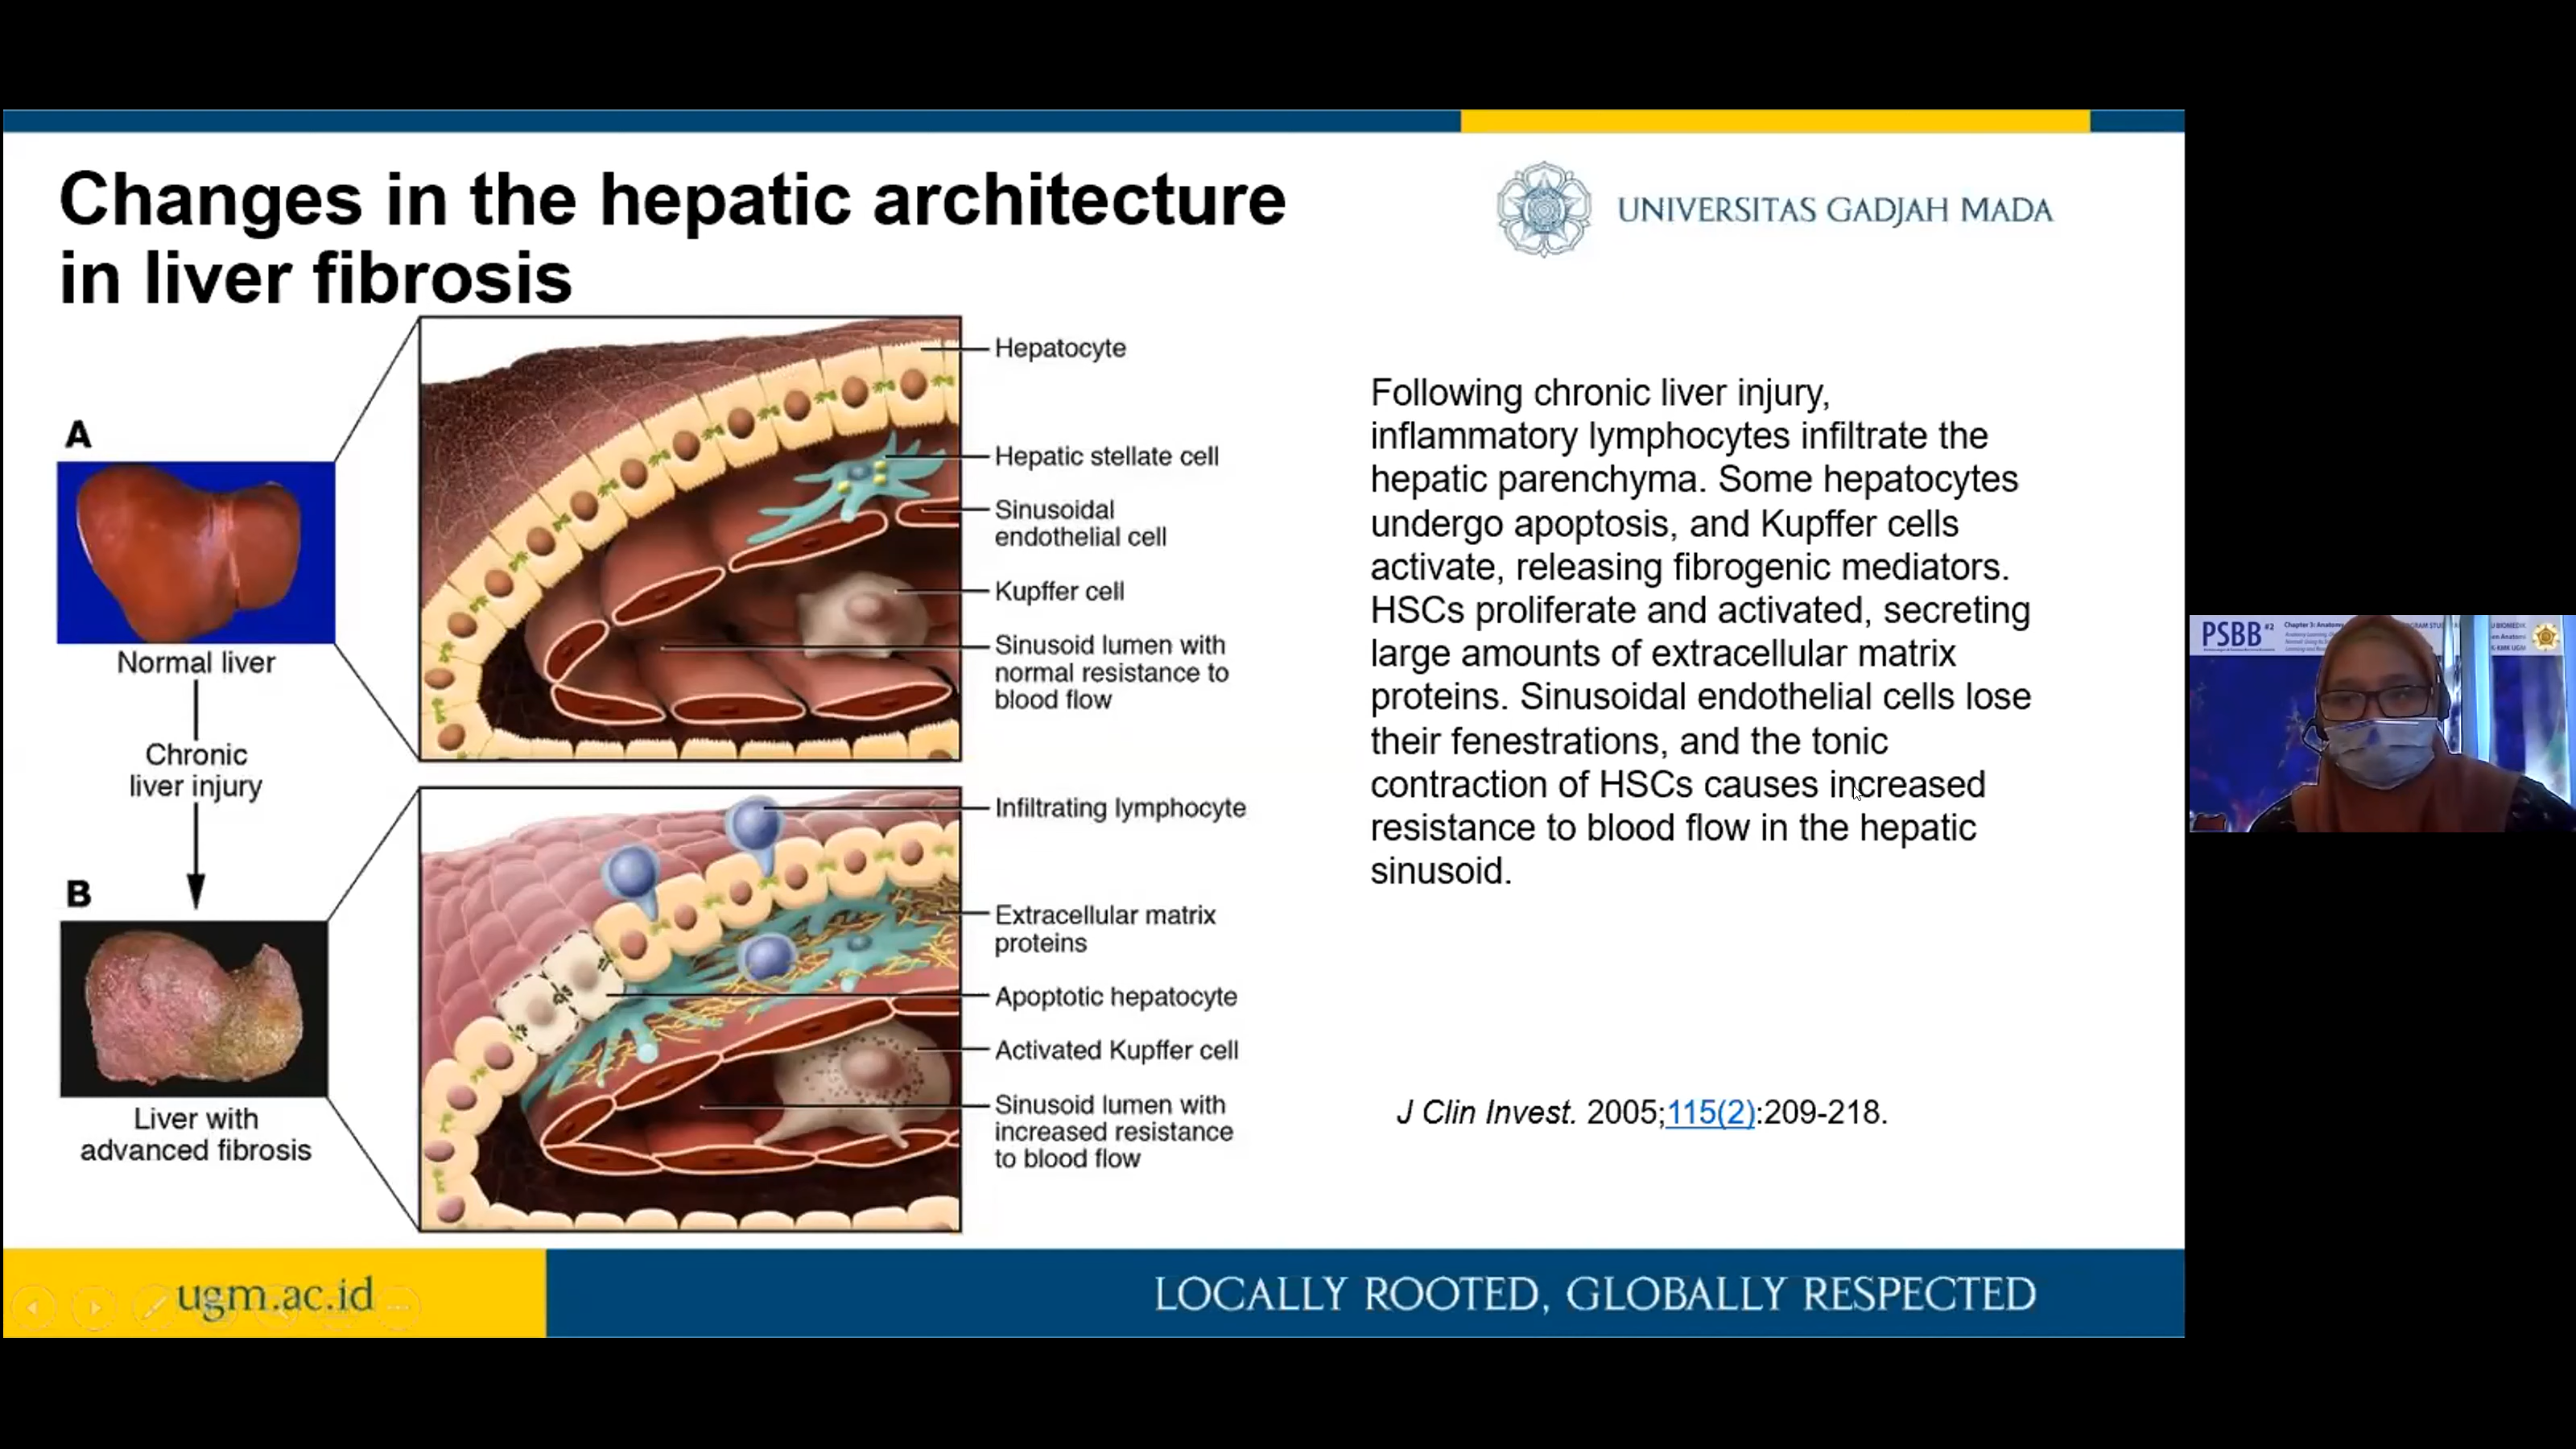 Changes in the hepatic architecture
in liver fibrosis
UNIVERSITAS GADJAH MADA
A
Normal liver
Chronic
liver injury
B
Liver with
advanced fibrosis
Hepatocyte
Hepatic stellate cell
Sinusoidal
endothelial cell
Kupffer cell
Sinusoid lumen with
normal resistance to
blood flow
Infiltrating lymphocyte
Extracellular matrix
proteins
Apoptotic hepatocyte
Activated Kupffer cell
Sinusoid lumen with
increased resistance
to blood flow
Following chronic liver injury,
inflammatory lymphocytes infiltrate the
hepatic parenchyma. Some hepatocytes
undergo apoptosis, and Kupffer cells
activate, releasing fibrogenic mediators.
HSCs proliferate and activated, secreting
large amounts of extracellular matrix
proteins. Sinusoidal endothelial cells lose
their fenestrations, and the tonic
contraction of HSCs causes increased
resistance to blood flow in the hepatic
sinusoid.
J Clin Invest. 2005;115(2):209-218.
ugm.ac.id
LOCALLY ROOTED, GLOBALLY RESPECTED
PSBB #2
Chapter 3: